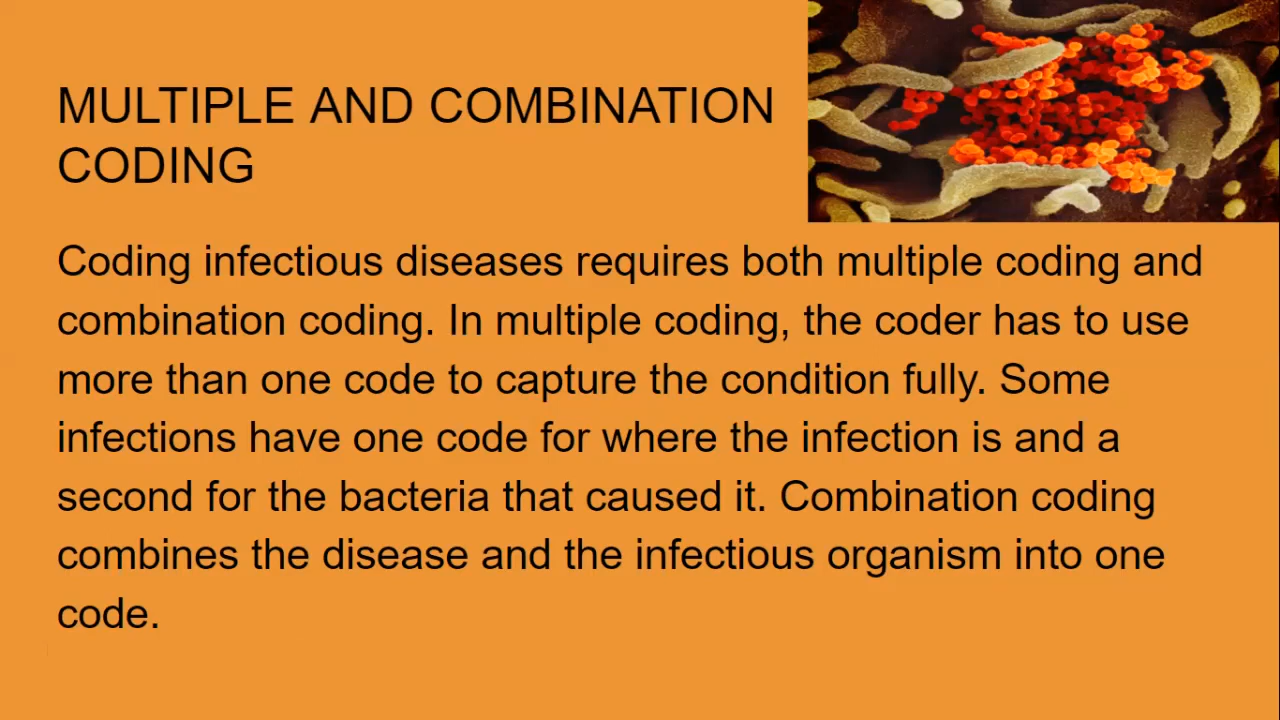 MULTIPLE AND COMBINATION
CODING
Coding infectious diseases requires both multiple coding and
combination coding. In multiple coding, the coder has to use
more than one code to capture the condition fully. Some
infections have one code for where the infection is and a
second for the bacteria that caused it. Combination coding
combines the disease and the infectious organism into one
code.